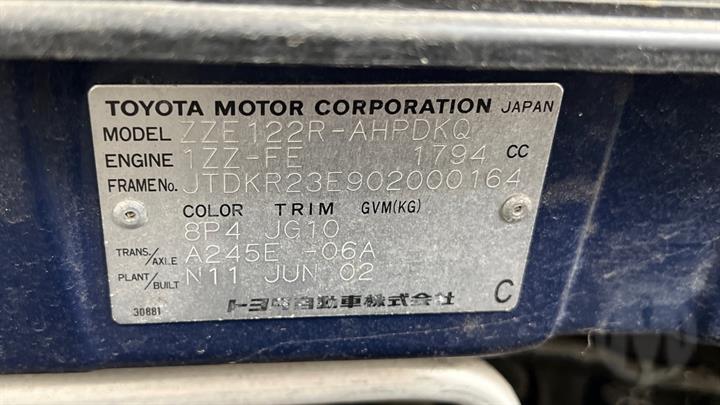 TOYOTA MOTOR CORPORATION JAPAN
MODEL ZZE122R-AHPDKQ
ENGINE 1ZZ-FE 1794 CC
FRAME No. JTDKR23E902000164
COLOR TRIM GVM(KG)
8P4 JG10
TRANS./AXLE A245E -06A
PLANT/BUILT N11 JUN 02
30881 トヨタ自動車株式会社 C